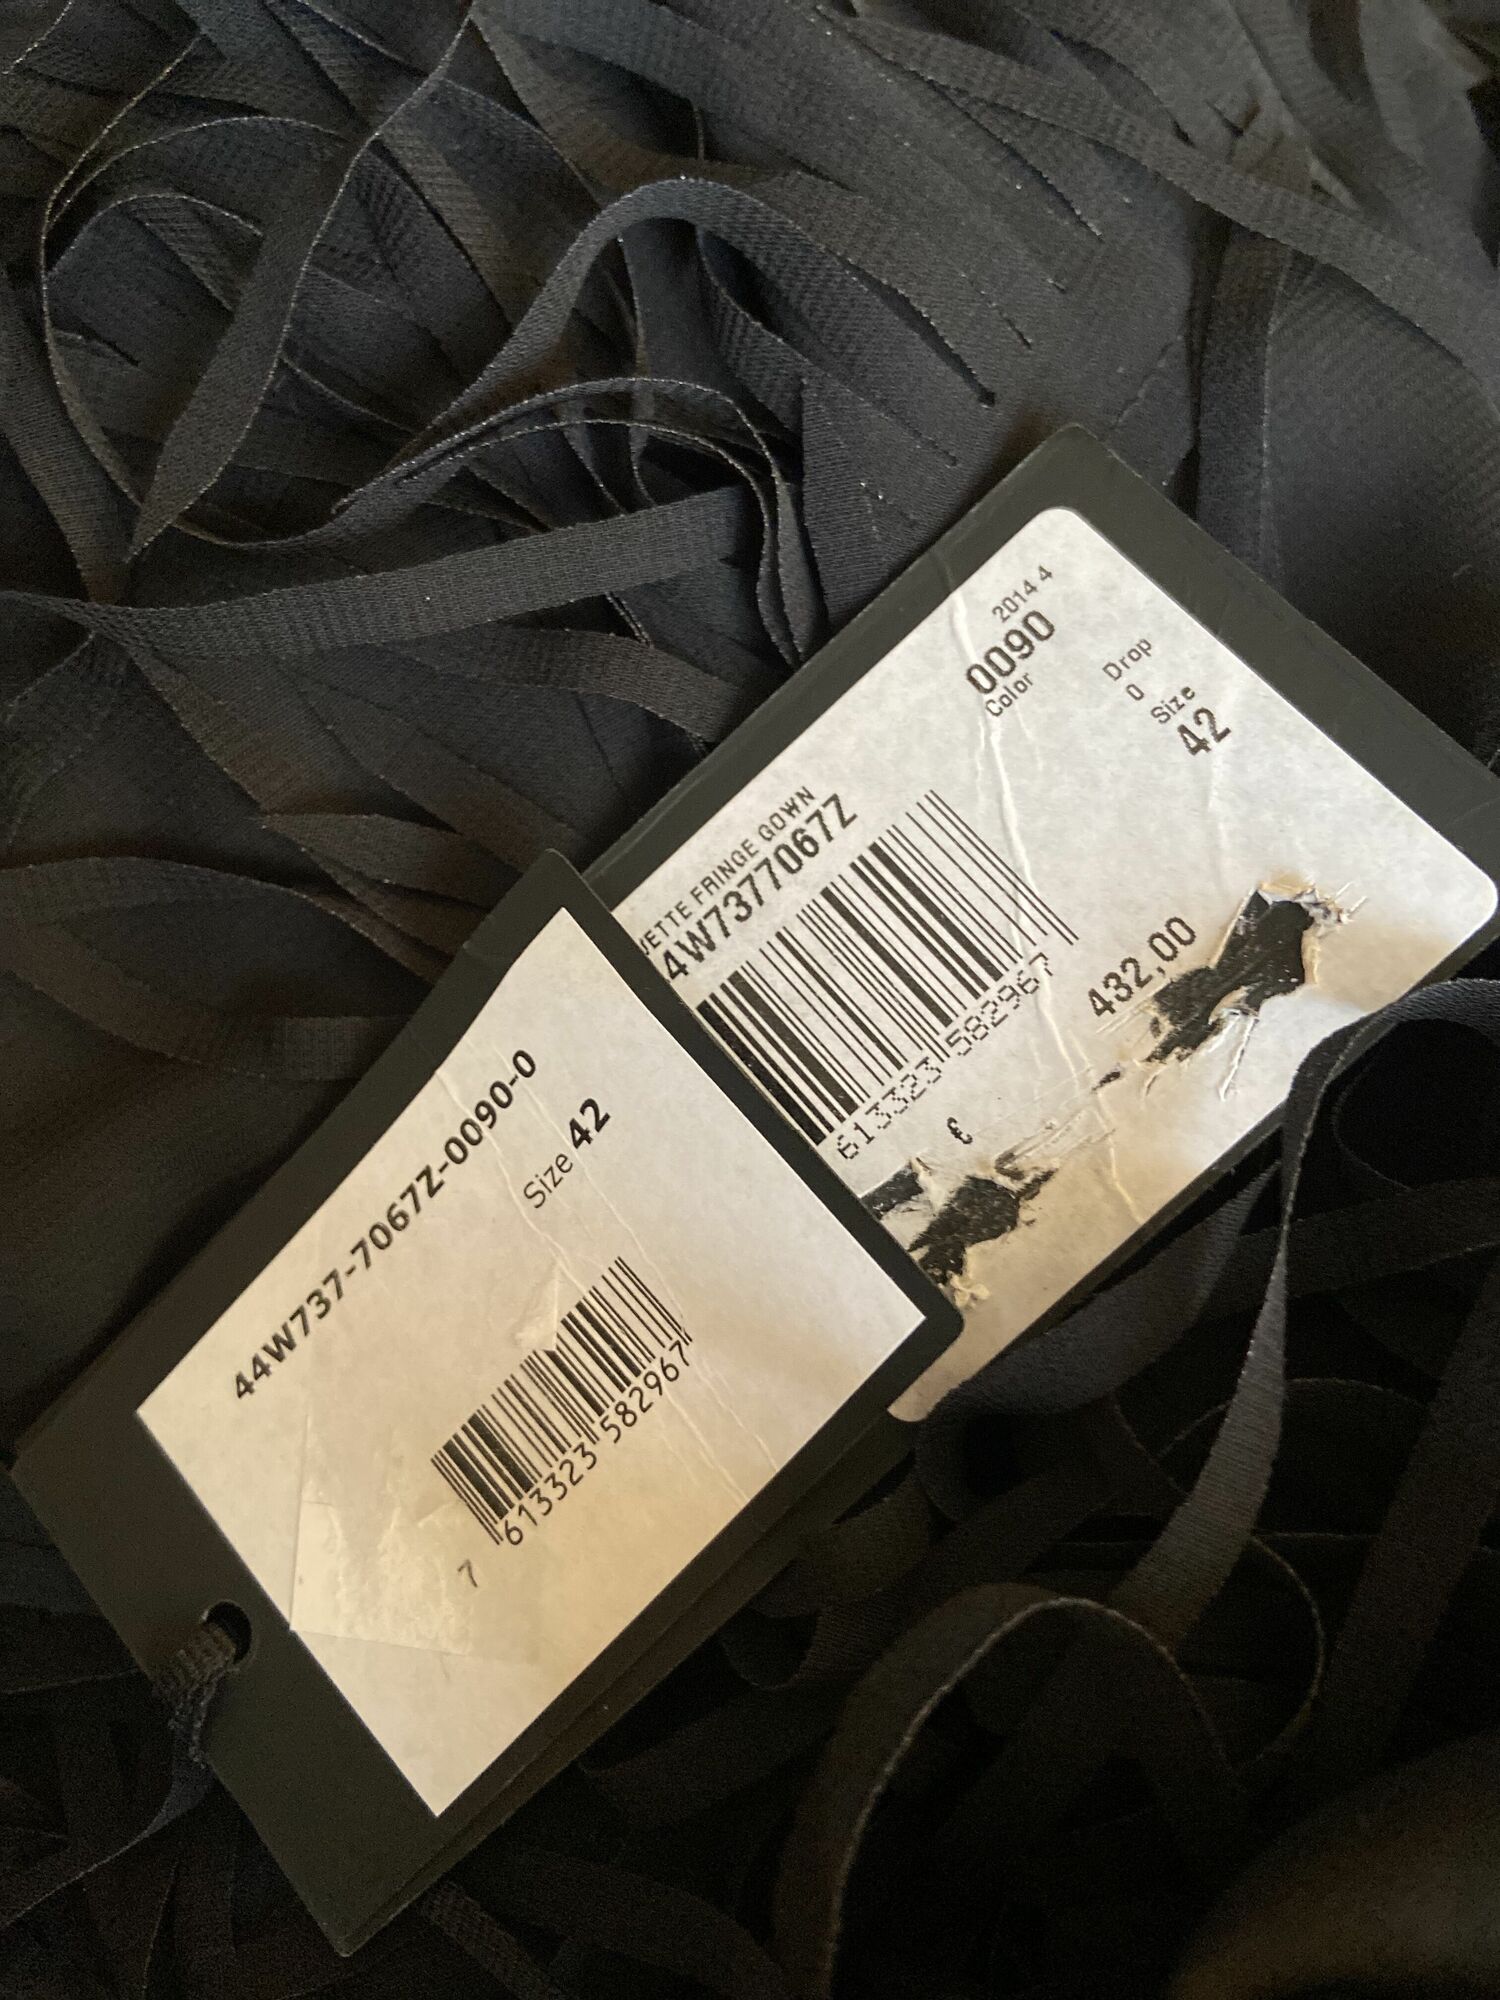 2014 4
0090
Color
Drop
0
Size
42
FRINGE GOWN
4W7377067Z
613323 582967
432,00
€
44W737-7067Z-0090-0
Size 42
7 613323 582967